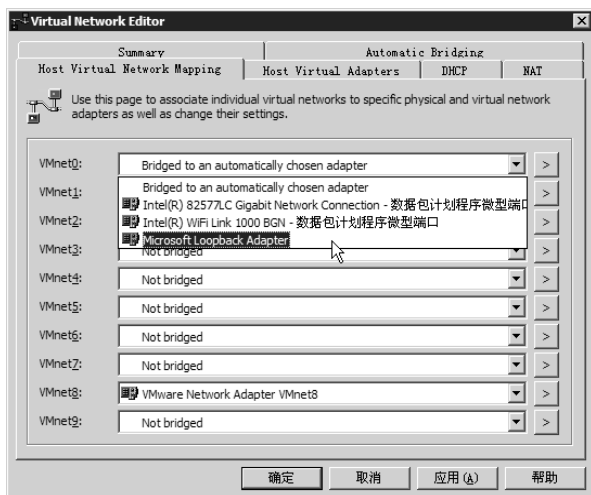 Virtual Network Editor
Summary
Automatic Bridging
Host Virtual Network Mapping
Host Virtual Adapters
DHCP
NAT
Use this page to associate individual virtual networks to specific physical and virtual network
adapters as well as change their settings.
VMnet0:
Bridged to an automatically chosen adapter
>
VMnet1:
Bridged to an automatically chosen adapter
>
Intel(R) 82577LC Gigabit Network Connection - 数据包计划程序微型端口
VMnet2:
Intel(R) WiFi Link 1000 BGN - 数据包计划程序微型端口
>
Microsoft Loopback Adapter
VMnet3:
Not bridged
>
VMnet4:
Not bridged
>
VMnet5:
Not bridged
>
VMnet6:
Not bridged
>
VMnet7:
Not bridged
>
VMnet8:
VMware Network Adapter VMnet8
>
VMnet9:
Not bridged
>
确定
取消
应用(A)
帮助